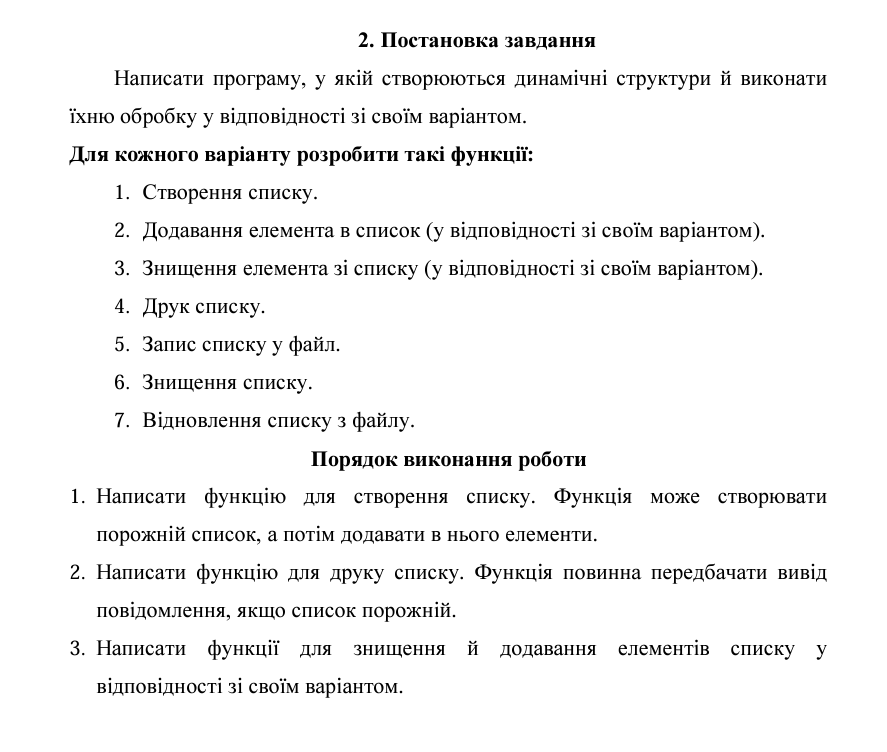 2. Постановка завдання
Написати програму, у якій створюються динамічні структури й виконати
їхню обробку у відповідності зі своїм варіантом.
Для кожного варіанту розробити такі функції:
1. Створення списку.
2. Додавання елемента в список (у відповідності зі своїм варіантом).
3. Знищення елемента зі списку (у відповідності зі своїм варіантом).
4. Друк списку.
5. Запис списку у файл.
6. Знищення списку.
7. Відновлення списку з файлу.
Порядок виконання роботи
1. Написати функцію для створення списку. Функція може створювати
порожній список, а потім додавати в нього елементи.
2. Написати функцію для друку списку. Функція повинна передбачати вивід
повідомлення, якщо список порожній.
3. Написати функції для знищення й додавання елементів списку у
відповідності зі своїм варіантом.